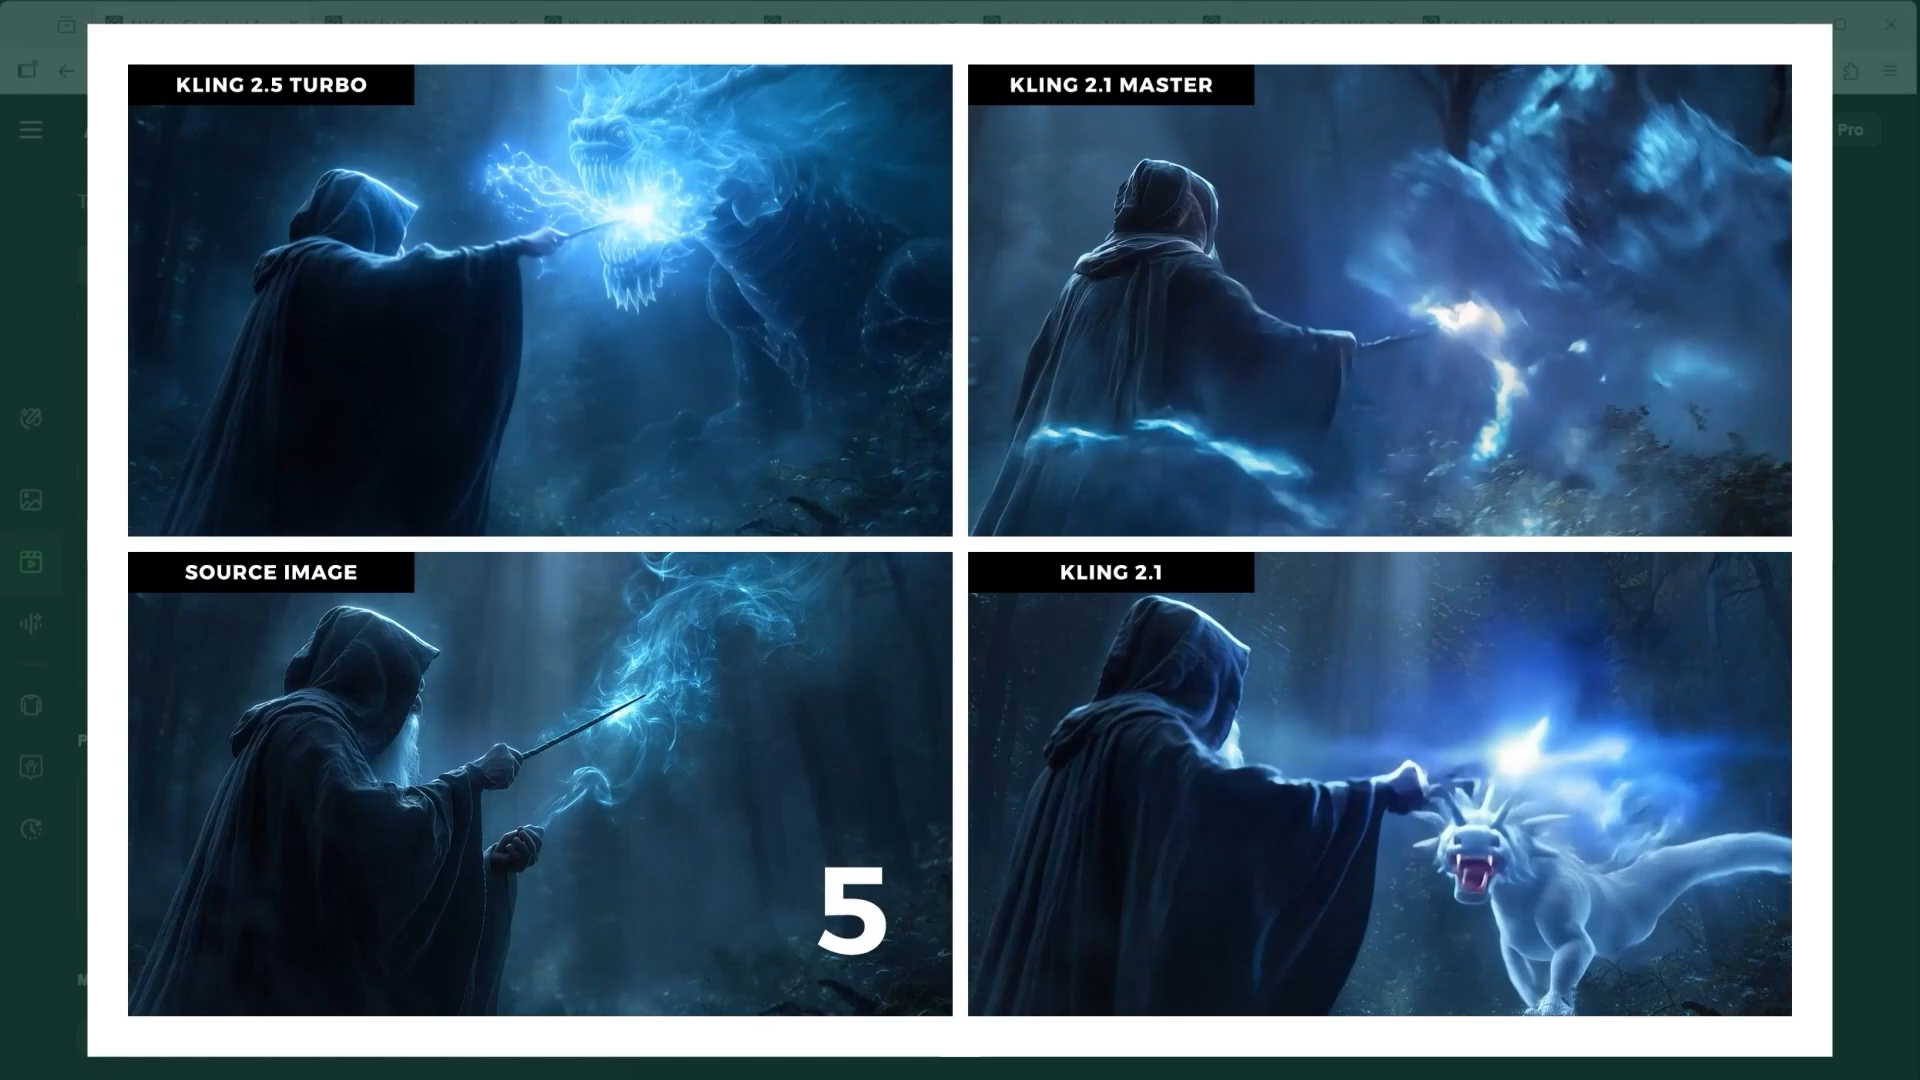 KLING 2.5 TURBO
KLING 2.1 MASTER
Pro
SOURCE IMAGE
KLING 2.1
5